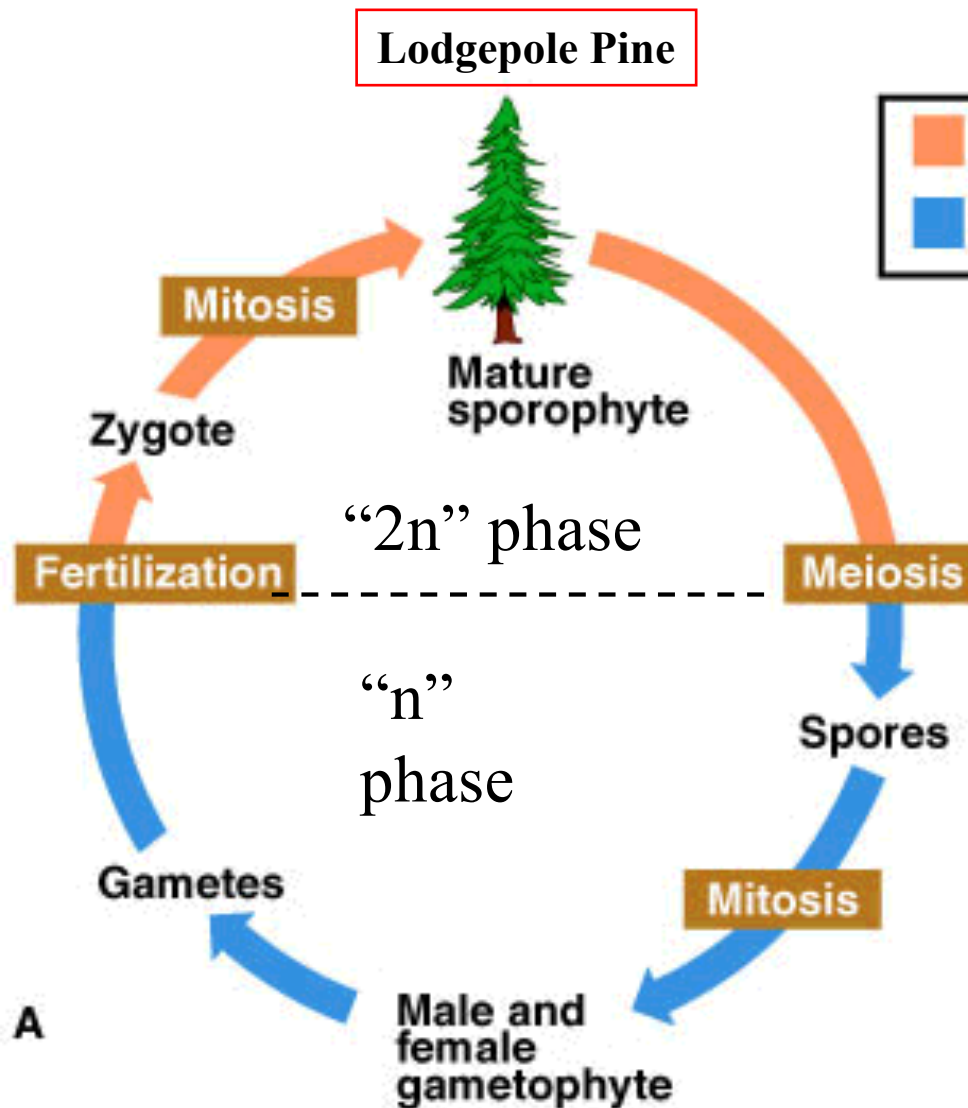 Lodgepole Pine
Mitosis
Mature
sporophyte
Zygote
“2n” phase
Fertilization
Meiosis
“n”
phase
Spores
Gametes
Mitosis
A
Male and
female
gametophyte